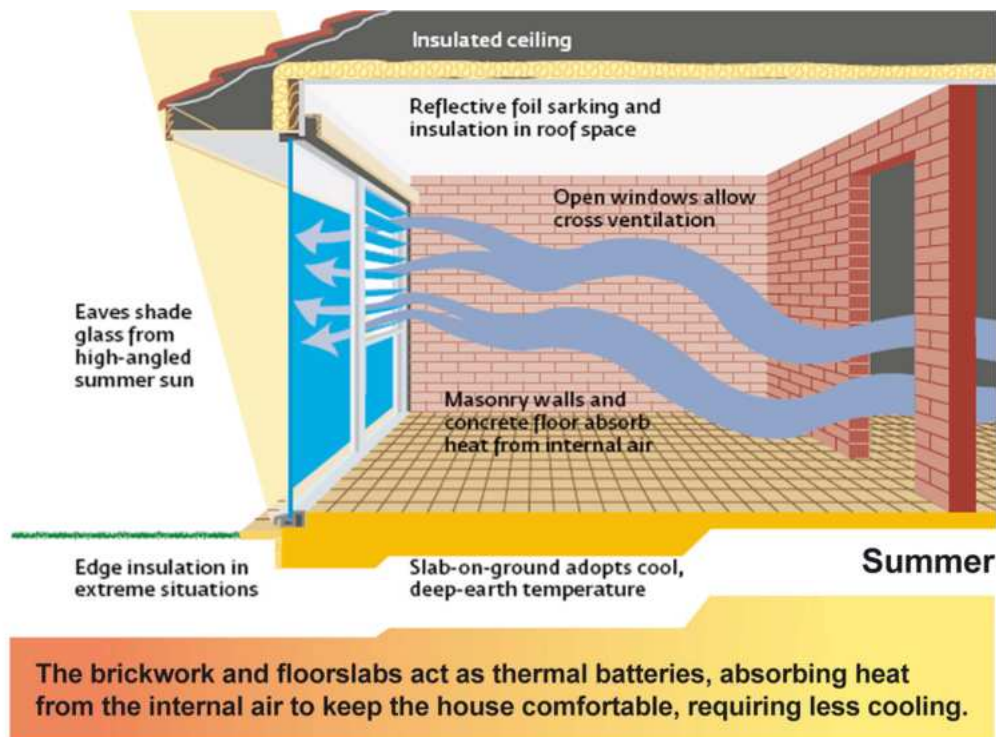 Insulated ceiling
Reflective foil sarking and
insulation in roof space
Open windows allow
cross ventilation
Eaves shade
glass from
high-angled
summer sun
Masonry walls and
concrete floor absorb
heat from internal air
Edge insulation in
extreme situations
Slab-on-ground adopts cool,
deep-earth temperature
Summer
The brickwork and floorslabs act as thermal batteries, absorbing heat
from the internal air to keep the house comfortable, requiring less cooling.